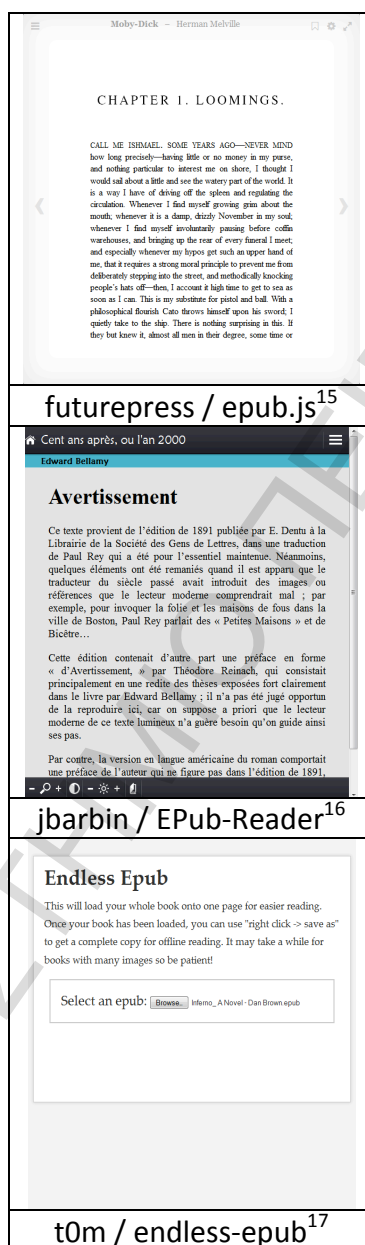 Moby-Dick – Herman Melville
CHAPTER 1. LOOMINGS.
CALL ME ISHMAEL. SOME YEARS AGO—NEVER MIND
how long precisely—having little or no money in my purse,
and nothing particular to interest me on shore, I thought I
would sail about a little and see the watery part of the world. It
is a way I have of driving off the spleen and regulating the
circulation. Whenever I find myself growing grim about the
mouth; whenever it is a damp, drizzly November in my soul;
whenever I find myself involuntarily pausing before coffin
warehouses, and bringing up the rear of every funeral I meet;
and especially whenever my hypos get such an upper hand of
me, that it requires a strong moral principle to prevent me from
deliberately stepping into the street, and methodically knocking
people's hats off—then, I account it high time to get to sea as
soon as I can. This is my substitute for pistol and ball. With a
philosophical flourish Cato throws himself upon his sword; I
quietly take to the ship. There is nothing surprising in this. If
they but knew it, almost all men in their degree, some time or
futurepress / epub.js15
Cent ans après, ou l'an 2000
Edward Bellamy
Avertissement
Ce texte provient de l'édition de 1891 publiée par E. Dentu à la
Librairie de la Société des Gens de Lettres, dans une traduction
de Paul Rey qui a été pour l'essentiel maintenue. Néanmoins,
quelques éléments ont été remaniés quand il est apparu que le
traducteur du siècle passé avait introduit des images ou
références que le lecteur moderne comprendrait mal ; par
exemple, pour invoquer la folie et les maisons de fous dans la
ville de Boston, Paul Rey parlait des « Petites Maisons » et de
Bicêtre…
Cette édition contenait d'autre part une préface en forme
« d'Avertissement, » par Théodore Reinach, qui consistait
principalement en une redite des thèses exposées fort clairement
dans le livre par Edward Bellamy ; il n'a pas été jugé opportun
de la reproduire ici, car on suppose a priori que le lecteur
moderne de ce texte lumineux n'a guère besoin qu'on guide ainsi
ses pas.
Par contre, la version en langue américaine du roman comportait
une préface de l'auteur qui ne figure pas dans l'édition de 1891,
jbarbin / EPub-Reader16
Endless Epub
This will load your whole book onto one page for easier reading.
Once your book has been loaded, you can use "right click -> save as"
to get a complete copy for offline reading. It may take a while for
books with many images so be patient!
Select an epub: Browse.. Inferno_ A Novel - Dan Brown.epub
t0m / endless-epub17